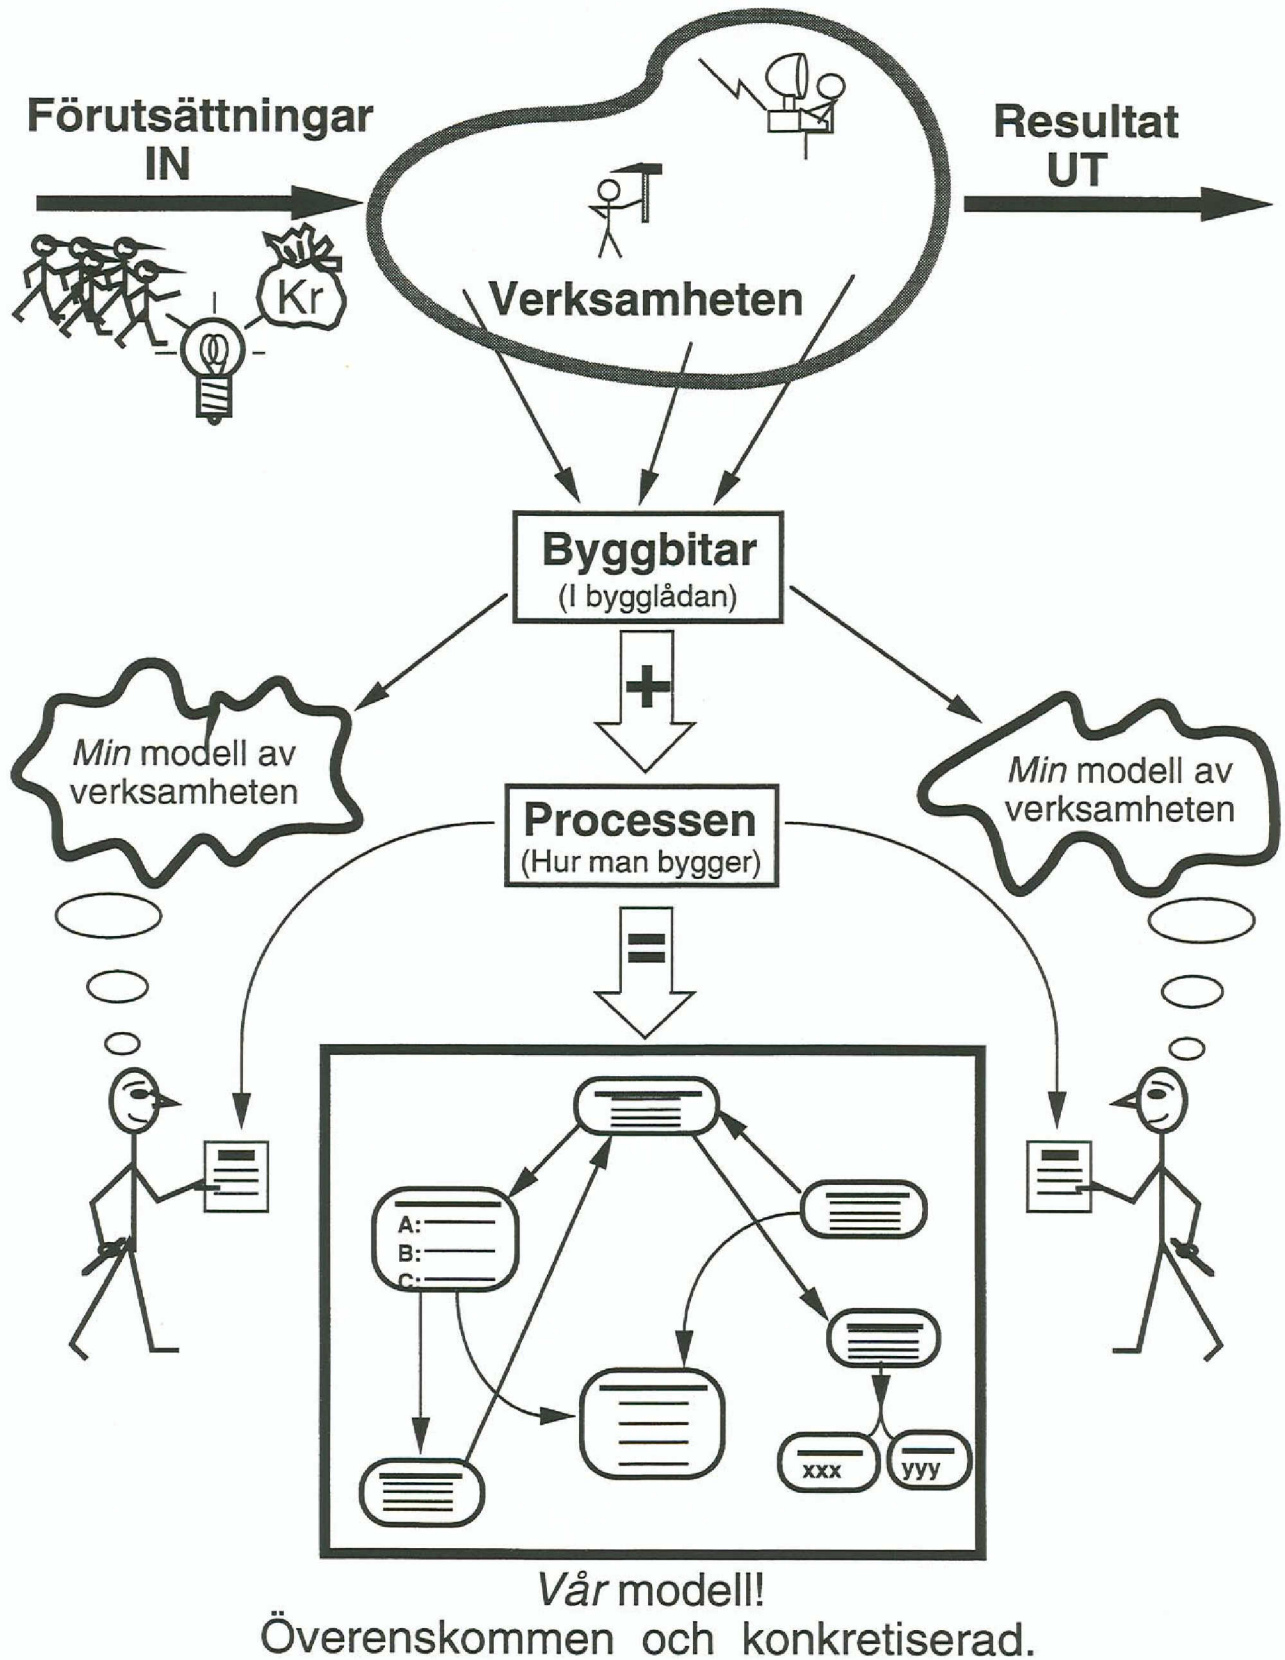 Förutsättningar
IN
Resultat
UT
Kr
Verksamheten
Byggbitar
(I bygglådan)
+
Min modell av
verksamheten
Min modell av
verksamheten
Processen
(Hur man bygger)
=
A:
B:
C:
xxx
yyy
Vår modell!
Överenskommen och konkretiserad.